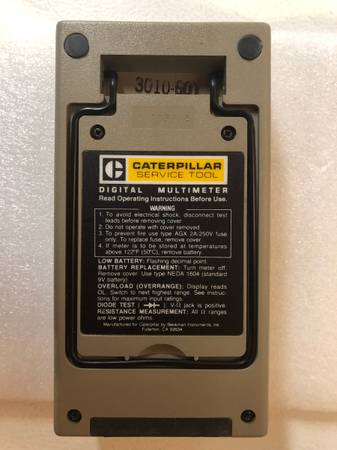 3010-601
C
CATERPILLAR
SERVICE TOOL
DIGITAL MULTIMETER
Read Operating Instructions Before Use.
WARNING
1. To avoid electrical shock, disconnect test
leads before removing cover.
2. Do not operate with cover removed.
3. To prevent fire use type AGX 2A/250V fuse
only. To replace fuse, remove cover.
4. If meter is to be stored at temperatures
above 122°F (50°C), remove battery.
LOW BATTERY: Flashing decimal point.
BATTERY REPLACEMENT: Turn meter off.
Remove cover. Use type NEDA 1604 (standard
9V battery).
OVERLOAD (OVERRANGE): Display reads
OL. Switch to next highest range. See instruc-
tions for maximum input ratings.
DIODE TEST ( ): V-Ω jack is positive.
RESISTANCE MEASUREMENT: All Ω ranges
are low power ohms.
Manufactured for Caterpillar by Beckman Instruments, Inc.
Fullerton, CA 92634